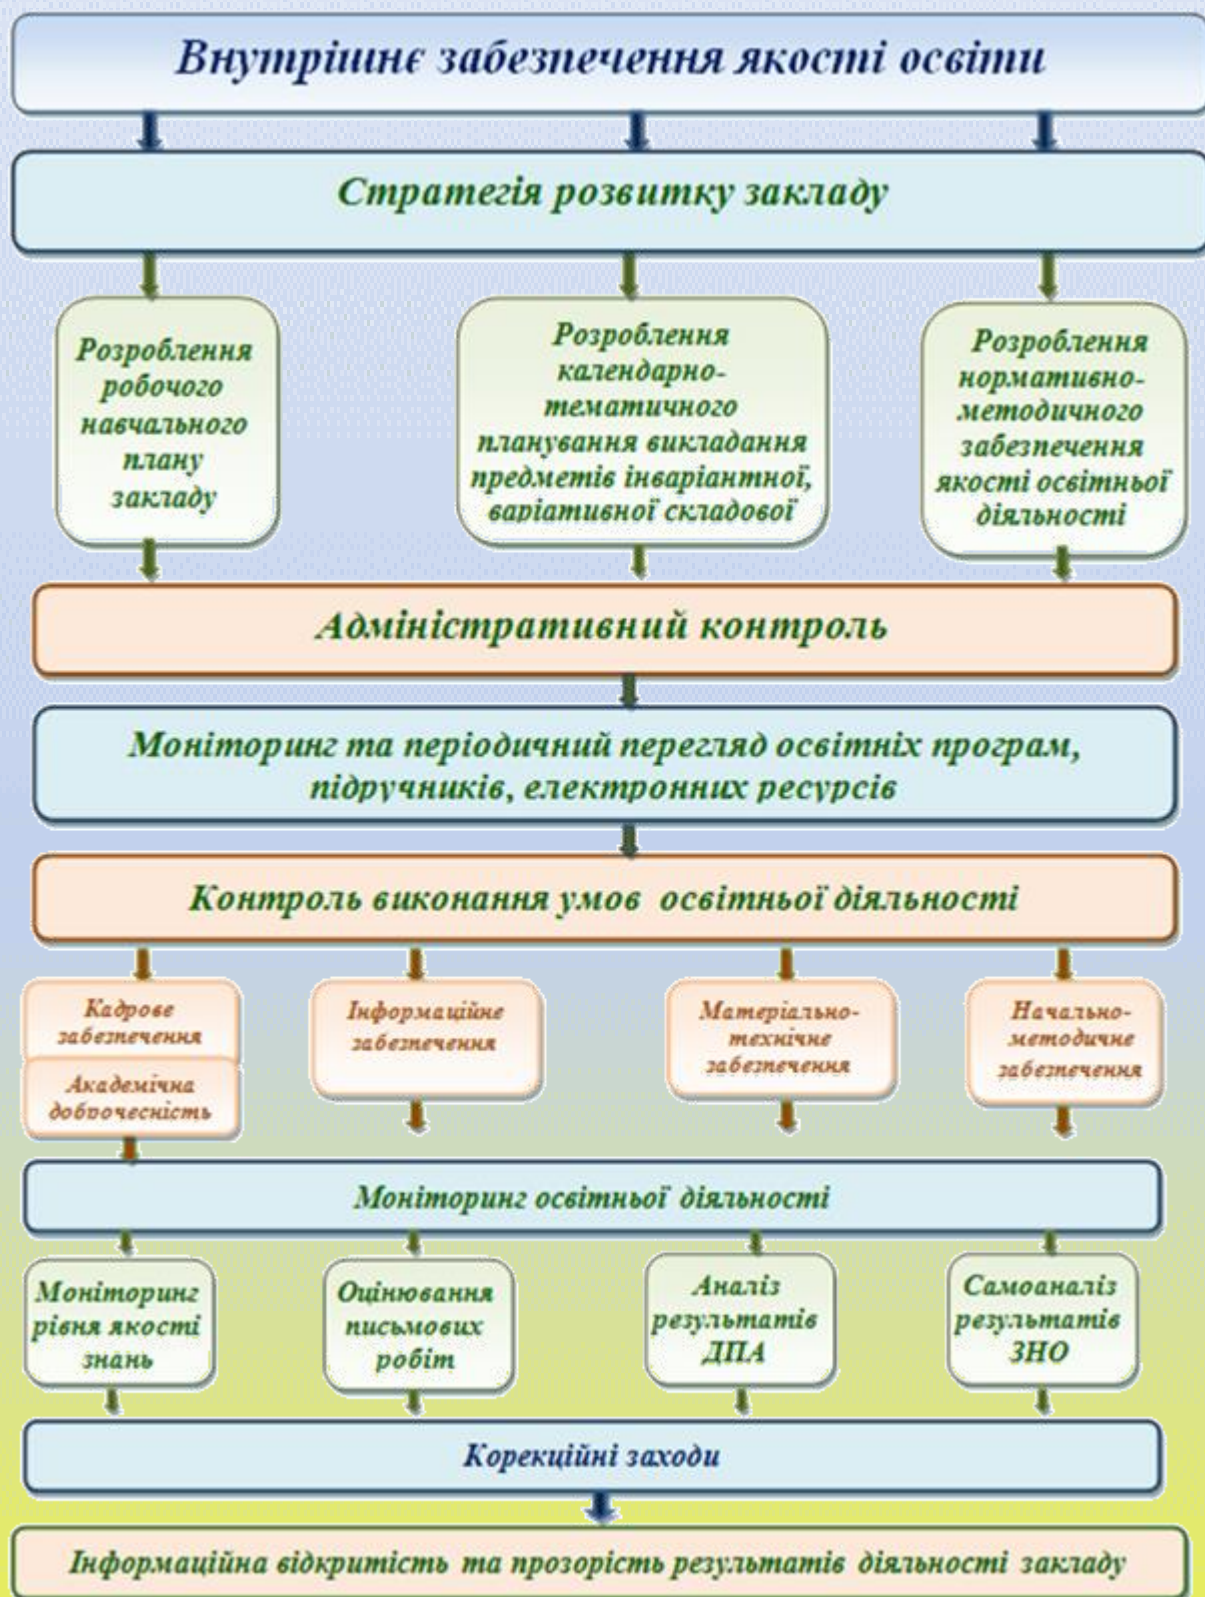 Внутрішнє забезпечення якості освіти
Стратегія розвитку закладу
Розроблення
робочого
навчального
плану
закладу
Розроблення
календарно-
тематичного
планування викладання
предметів інваріантної,
варіативної складової
Розроблення
нормативно-
методичного
забезпечення
якості освітньої
діяльності
Адміністративний контроль
Моніторинг та періодичний перегляд освітніх програм,
підручників, електронних ресурсів
Контроль виконання умов освітньої діяльності
Кадрове
забезпечення
Академічна
доброчесність
Інформаційне
забезпечення
Матеріально-
технічне
забезпечення
Начально-
методичне
забезпечення
Моніторинг освітньої діяльності
Моніторинг
рівня якості
знань
Оцінювання
письмових
робіт
Аналіз
результатів
ДПА
Самоаналіз
результатів
ЗНО
Корекційні заходи
Інформаційна відкритість та прозорість результатів діяльності закладу